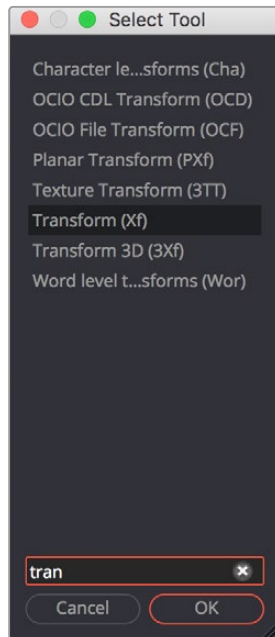 Select Tool
Character le...sforms (Cha)
OCIO CDL Transform (OCD)
OCIO File Transform (OCF)
Planar Transform (PXf)
Texture Transform (3TT)
Transform (Xf)
Transform 3D (3Xf)
Word level t...sforms (Wor)
tran
Cancel OK